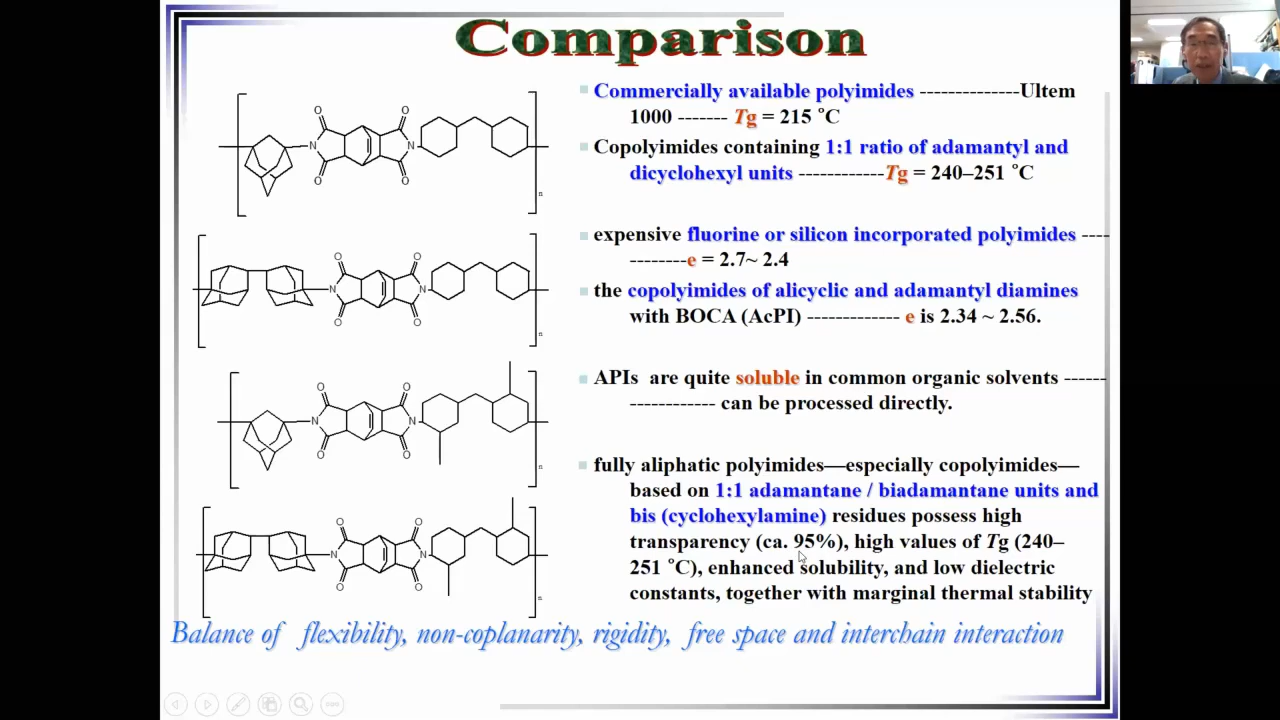 Comparison
Commercially available polyimides --------------Ultem
1000 ------- Tg = 215 °C
Copolyimides containing 1:1 ratio of adamantyl and
dicyclohexyl units ------------Tg = 240–251 °C
expensive fluorine or silicon incorporated polyimides ----
----------e = 2.7~ 2.4
the copolyimides of alicyclic and adamantyl diamines
with BOCA (AcPI) ------------- e is 2.34 ~ 2.56.
APIs are quite soluble in common organic solvents ------
------------ can be processed directly.
fully aliphatic polyimides—especially copolyimides—
based on 1:1 adamantane / biadamantane units and
bis (cyclohexylamine) residues possess high
transparency (ca. 95%), high values of Tg (240–
251 °C), enhanced solubility, and low dielectric
constants, together with marginal thermal stability
O O
N N
O O
n
O O
N N
O O
n
O O
N N
O O
n
O O
N N
O O
n
Balance of flexibility, non-coplanarity, rigidity, free space and interchain interaction